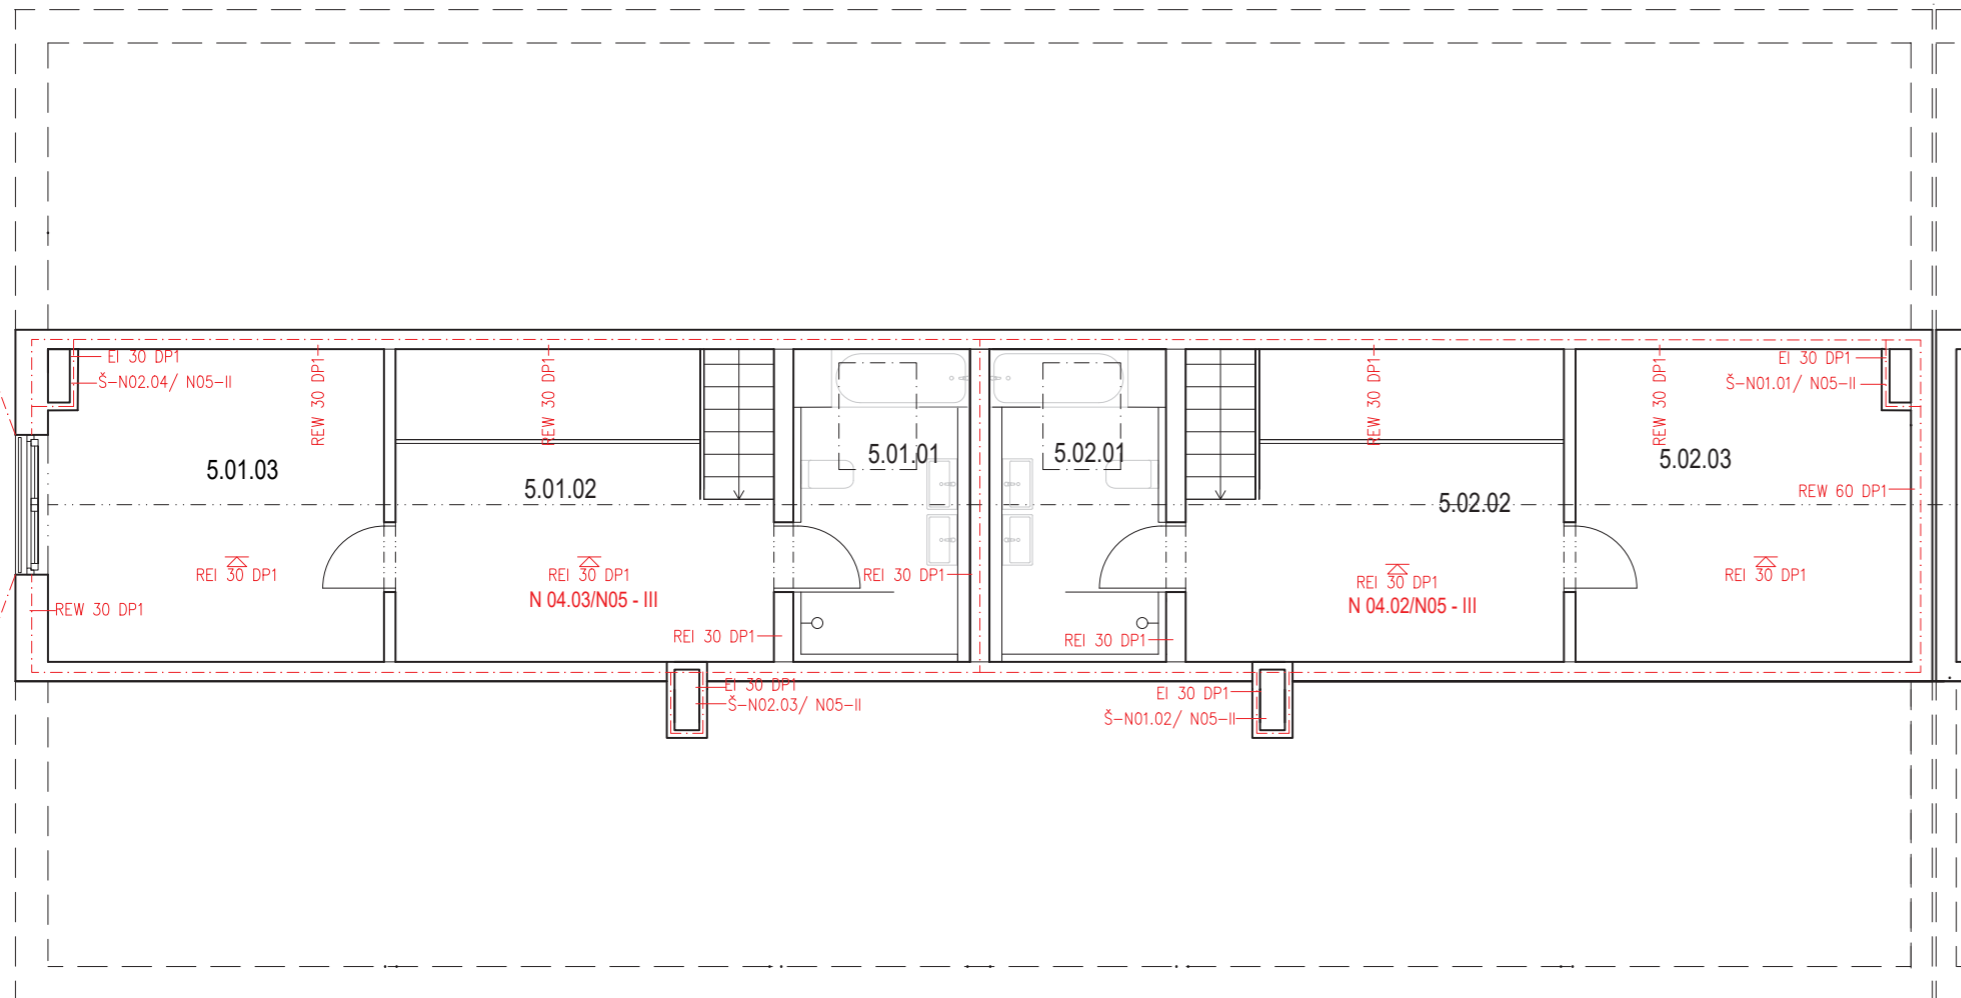 EI 30 DP1
Š-N02.04/ N05-II
REW 30 DP1
REW 30 DP1
REW 30 DP1
REW 30 DP1
EI 30 DP1
Š-N01.01/ N05-II
5.01.03
5.01.02
5.01.01
5.02.01
5.02.02
5.02.03
REW 60 DP1
REI 30 DP1
REI 30 DP1
N 04.03/N05 - III
REI 30 DP1
REI 30 DP1
N 04.02/N05 - III
REI 30 DP1
REW 30 DP1
REI 30 DP1
REI 30 DP1
EI 30 DP1
Š-N02.03/ N05-II
EI 30 DP1
Š-N01.02/ N05-II